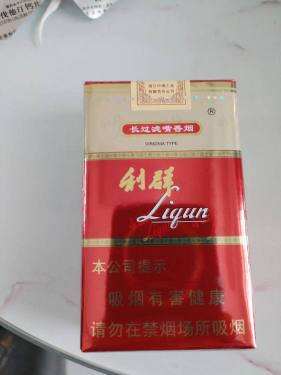 长过滤嘴香烟
®
VIRGINIA TYPE
利群
Liqun
本公司提示
吸烟有害健康
请勿在禁烟场所吸烟